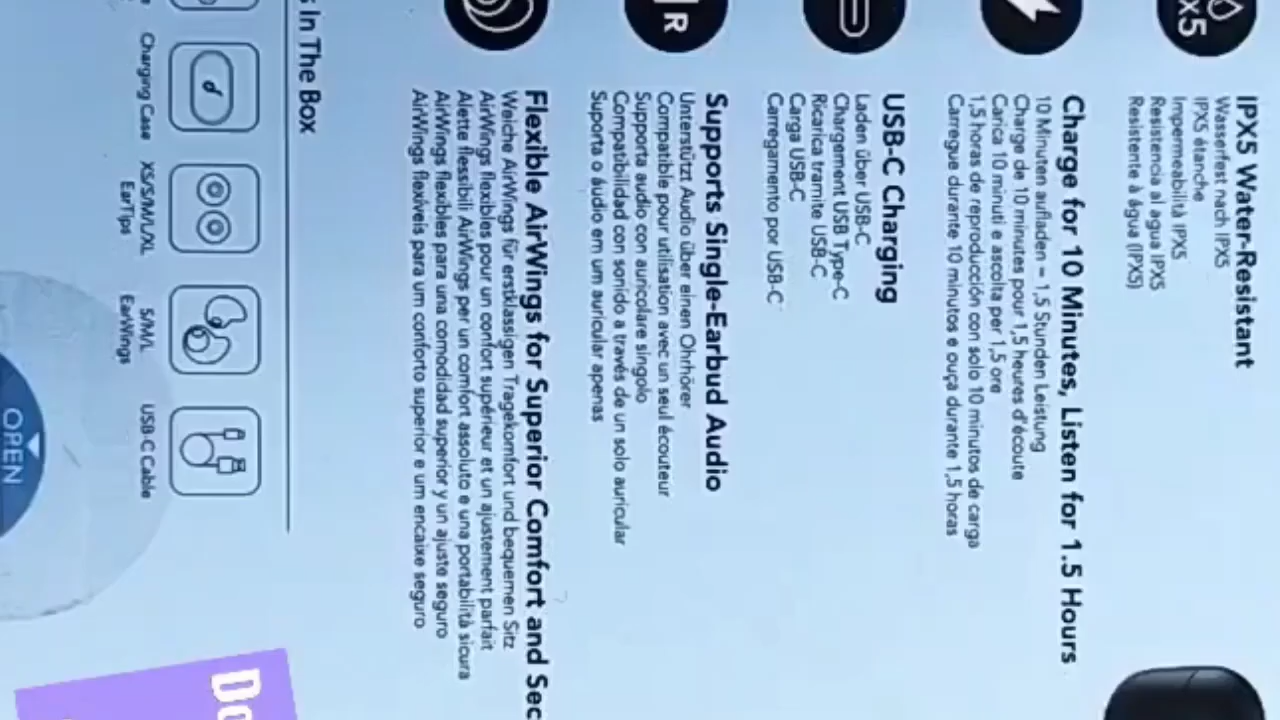 x5
IPX5 Water-Resistant
Wasserfest nach IPX5
IPX5 étanche
Impermeabilità IPX5
Resistencia al agua IPX5
Resistente à água (IPX5)
Charge for 10 Minutes, Listen for 1.5 Hours
10 Minuten aufladen = 1,5 Stunden Leistung
Charge de 10 minutes pour 1,5 heures d'écoute
Carica 10 minuti e ascolta per 1,5 ore
1,5 horas de reproducción con solo 10 minutos de carga
Carregue durante 10 minutos e ouça durante 1,5 horas
USB-C Charging
Laden über USB-C
Chargement USB Type-C
Ricarica tramite USB-C
Carga USB-C
Carregamento por USB-C
R
Supports Single-Earbud Audio
Unterstützt Audio über einen Ohrhörer
Compatible pour utilisation avec un seul écouteur
Supporta audio con auricolare singolo
Compatibilidad con sonido a través de un solo auricular
Suporta o áudio em um auricular apenas
Flexible AirWings for Superior Comfort and Sec
Weiche AirWings für erstklassigen Tragekomfort und bequemen Sitz
AirWings flexibles pour un confort supérieur et un ajustement parfait
Alette flessibili AirWings per un comfort assoluto e una portabilità sicura
AirWings flexibles para una comodidad superior y un ajuste seguro
AirWings flexíveis para um conforto superior e um encaixe seguro
s In The Box
Charging Case
XS/S/M/L/XL
EarTips
S/M/L
EarWings
USB-C Cable
OPEN